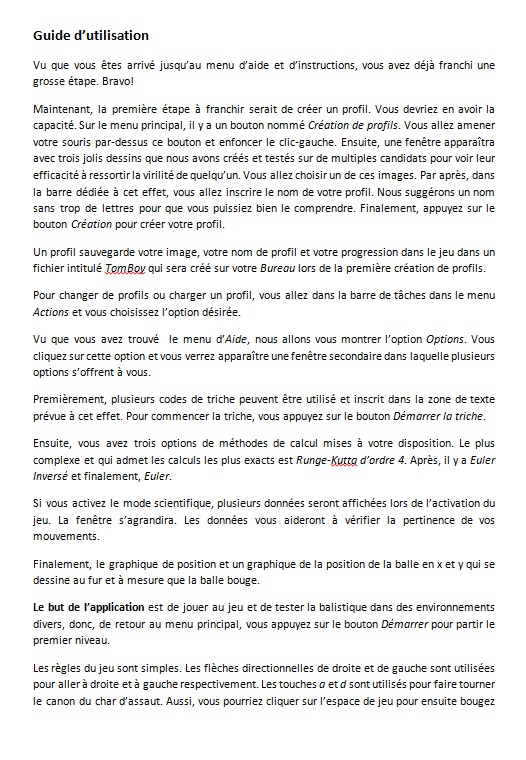 Guide d’utilisation
Vu que vous êtes arrivé jusqu’au menu d’aide et d’instructions, vous avez déjà franchi une
grosse étape. Bravo!
Maintenant, la première étape à franchir serait de créer un profil. Vous devriez en avoir la
capacité. Sur le menu principal, il y a un bouton nommé Création de profils. Vous allez amener
votre souris par-dessus ce bouton et enfoncer le clic-gauche. Ensuite, une fenêtre apparaîtra
avec trois jolis dessins que nous avons créés et testés sur de multiples candidats pour voir leur
efficacité à ressortir la virilité de quelqu’un. Vous allez choisir un de ces images. Par après, dans
la barre dédiée à cet effet, vous allez inscrire le nom de votre profil. Nous suggérons un nom
sans trop de lettres pour que vous puissiez bien le comprendre. Finalement, appuyez sur le
bouton Création pour créer votre profil.
Un profil sauvegarde votre image, votre nom de profil et votre progression dans le jeu dans un
fichier intitulé TomBoy qui sera créé sur votre Bureau lors de la première création de profils.
Pour changer de profils ou charger un profil, vous allez dans la barre de tâches dans le menu
Actions et vous choisissez l’option désirée.
Vu que vous avez trouvé le menu d’Aide, nous allons vous montrer l’option Options. Vous
cliquez sur cette option et vous verrez apparaître une fenêtre secondaire dans laquelle plusieurs
options s’offrent à vous.
Premièrement, plusieurs codes de triche peuvent être utilisé et inscrit dans la zone de texte
prévue à cet effet. Pour commencer la triche, vous appuyez sur le bouton Démarrer la triche.
Ensuite, vous avez trois options de méthodes de calcul mises à votre disposition. Le plus
complexe et qui admet les calculs les plus exacts est Runge-Kutta d’ordre 4. Après, il y a Euler
Inversé et finalement, Euler.
Si vous activez le mode scientifique, plusieurs données seront affichées lors de l’activation du
jeu. La fenêtre s’agrandira. Les données vous aideront à vérifier la pertinence de vos
mouvements.
Finalement, le graphique de position et un graphique de la position de la balle en x et y qui se
dessine au fur et à mesure que la balle bouge.
Le but de l’application est de jouer au jeu et de tester la balistique dans des environnements
divers, donc, de retour au menu principal, vous appuyez sur le bouton Démarrer pour partir le
premier niveau.
Les règles du jeu sont simples. Les flèches directionnelles de droite et de gauche sont utilisées
pour aller à droite et à gauche respectivement. Les touches a et d sont utilisés pour faire tourner
le canon du char d’assaut. Aussi, vous pourriez cliquer sur l’espace de jeu pour ensuite bougez